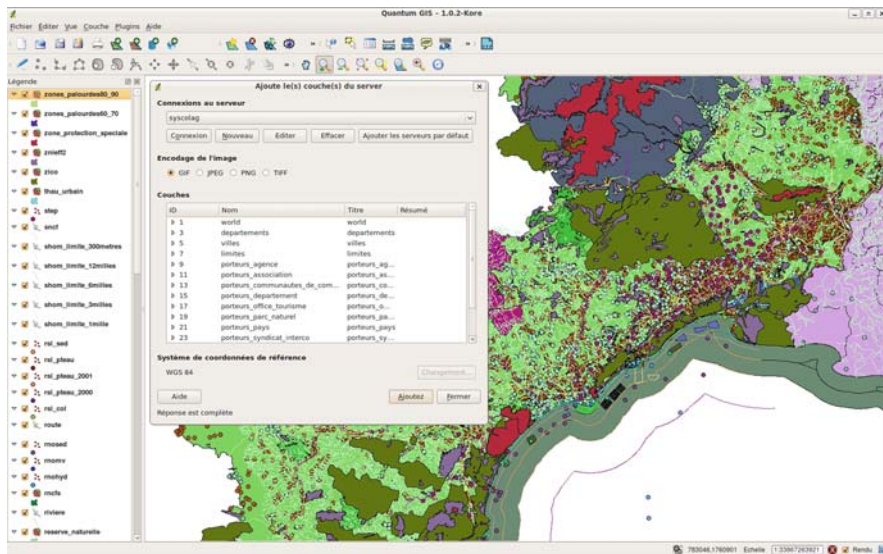 Quantum GIS - 1.0.2-Kore
Fichier Éditer Vue Couche Plugins Aide
Légende
zones_palourdes80_90
zones_palourdes60_70
zone_protection_speciale
znieff2
zico
thau_urbain
step
sncf
shom_limite_300metres
shom_limite_12milles
shom_limite_6milles
shom_limite_3milles
shom_limite_1mille
rsl_sed
rsl_pteau
rsl_pteau_2001
rsl_pteau_2000
rsl_col
route
rnosed
rnomv
rnohyd
rncfs
riviere
reserve_naturelle
Ajoute le(s) couche(s) du server
Connexions au serveur
syscolag
Connexion Nouveau Editer Effacer Ajouter les serveurs par défaut
Encodage de l'image
GIF JPEG PNG TIFF
Couches
ID Nom Titre Résumé
1 world world
3 departements departements
5 villes villes
7 limites limites
9 porteurs_agence porteurs_ag...
11 porteurs_association porteurs_as...
13 porteurs_communautes_de_com... porteurs_co...
15 porteurs_departement porteurs_de...
17 porteurs_office_tourisme porteurs_o...
19 porteurs_parc_naturel porteurs_pa...
21 porteurs_pays porteurs_pays
23 porteurs_syndicat_interco porteurs_sy...
Système de coordonnées de référence
WGS 84 Changement...
Aide Ajoutez Fermer
Réponse est complète
Echelle
Rendu